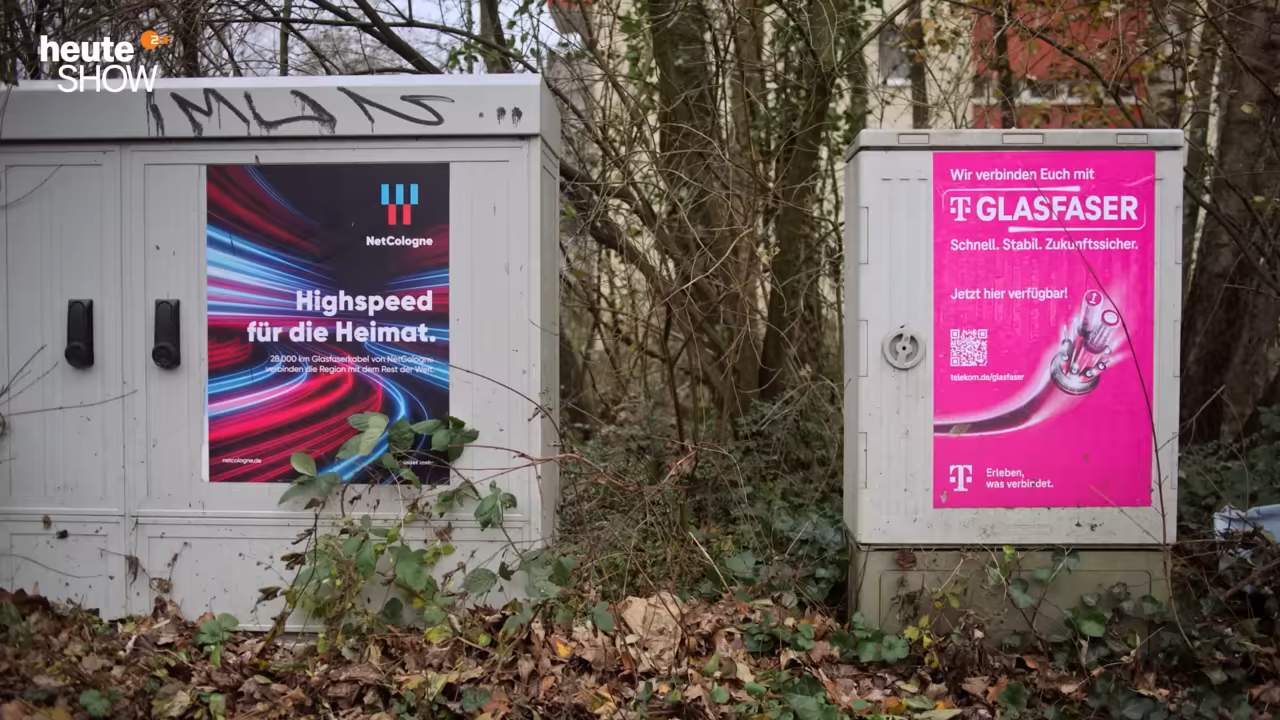 heute
SHOW
NetCologne
Highspeed
für die Heimat.
28.000 km Glasfaserkabel von NetCologne
verbinden die Region mit dem Rest der Welt.
netcologne.de
Wir verbinden Euch mit
T GLASFASER
Schnell. Stabil. Zukunftssicher.
Jetzt hier verfügbar!
telekom.de/glasfaser
T
Erleben,
was verbindet.